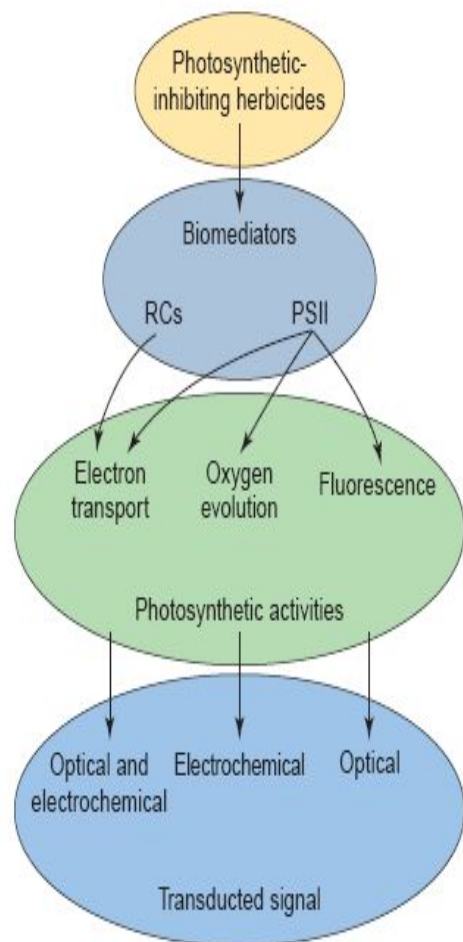 Photosynthetic-
inhibiting herbicides
Biomediators
RCs
PSII
Electron
transport
Oxygen
evolution
Fluorescence
Photosynthetic activities
Optical and
electrochemical
Electrochemical
Optical
Transducted signal